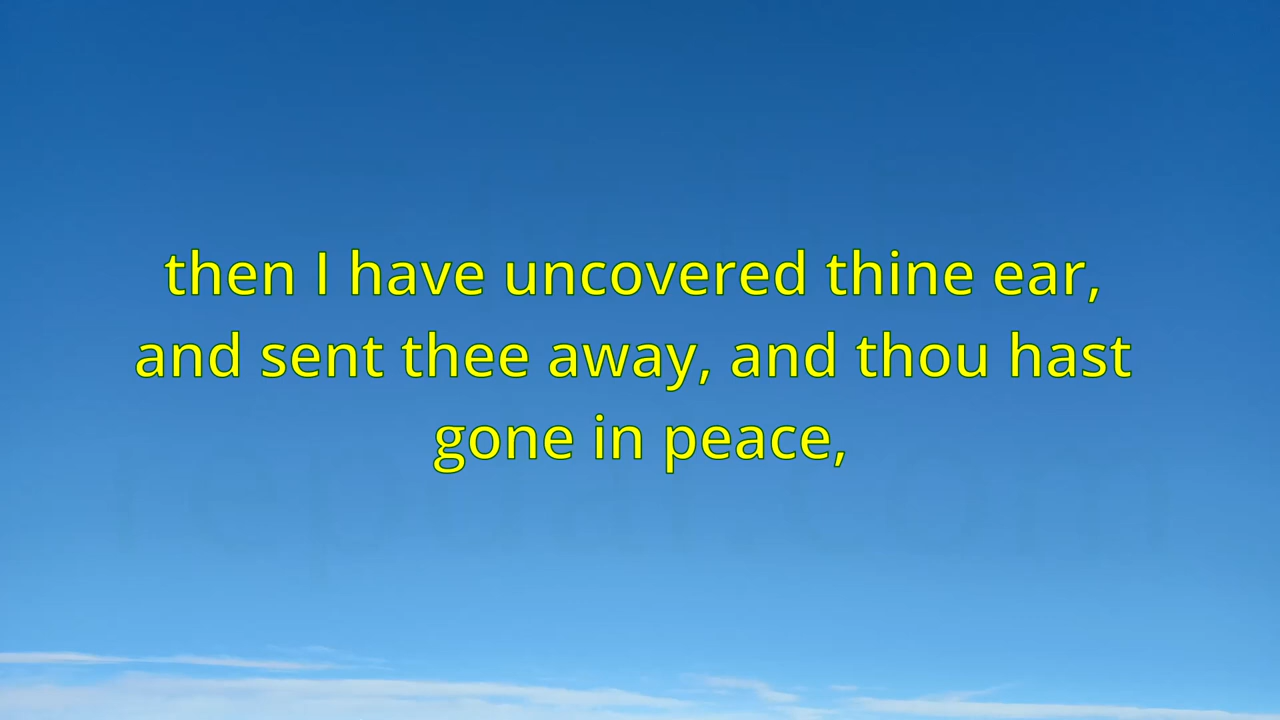 then I have uncovered thine ear,
and sent thee away, and thou hast
gone in peace,